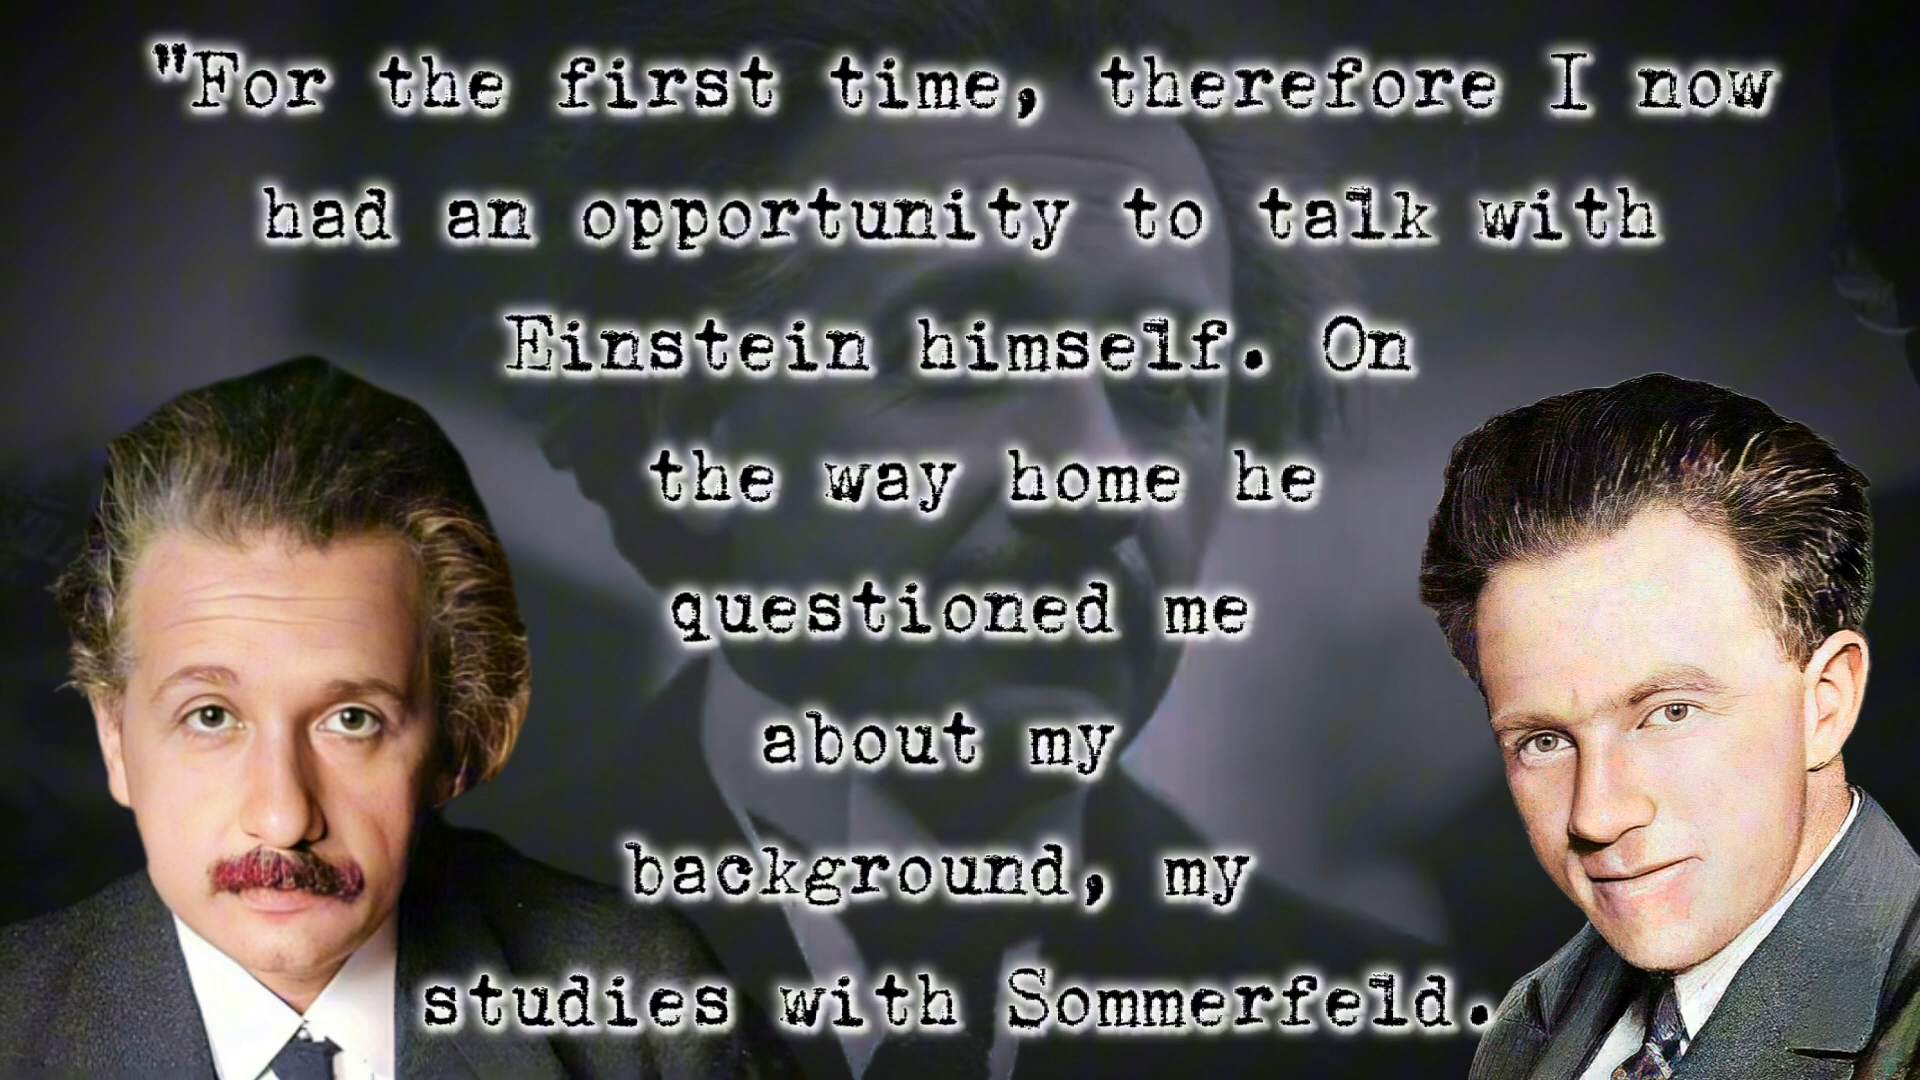 "For the first time, therefore I now
had an opportunity to talk with
Einstein himself. On
the way home he
questioned me
about my
background, my
studies with Sommerfeld.